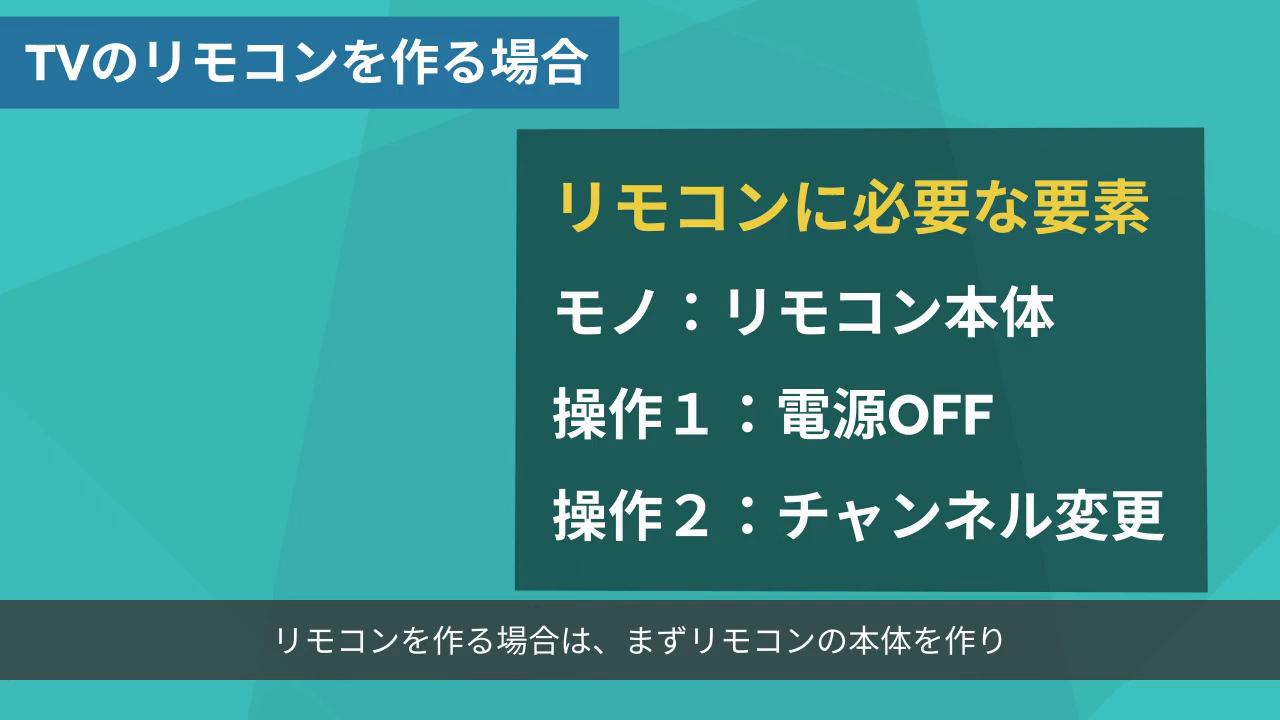 TVのリモコンを作る場合
リモコンに必要な要素
モノ：リモコン本体
操作１：電源OFF
操作２：チャンネル変更
リモコンを作る場合は、まずリモコンの本体を作り